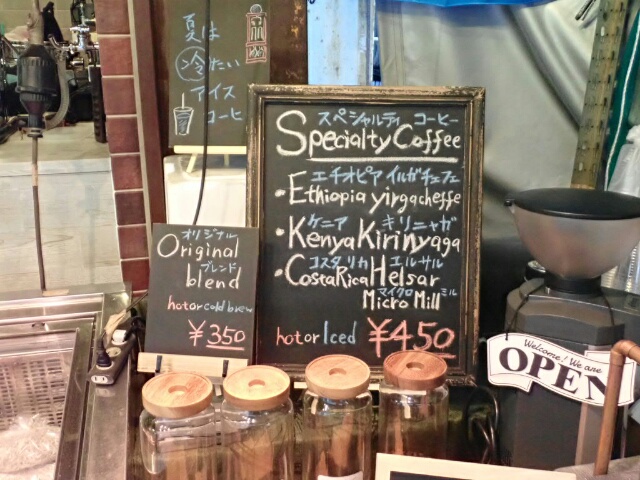 夏は
冷たい
アイス
コーヒー
スペシャルティ コーヒー
Specialty Coffee
エチオピア イルガチェフェ
・Ethiopia yirgacheffe
ケニア キリニャガ
・Kenya Kirinyaga
コスタリカ エルサル
・CostaRica Helsar
マイクロ ミル
Micro Mill
hot or Iced ¥450
オリジナル
Original
ブレンド
blend
hot or cold brew
¥350
Welcome! We are
OPEN